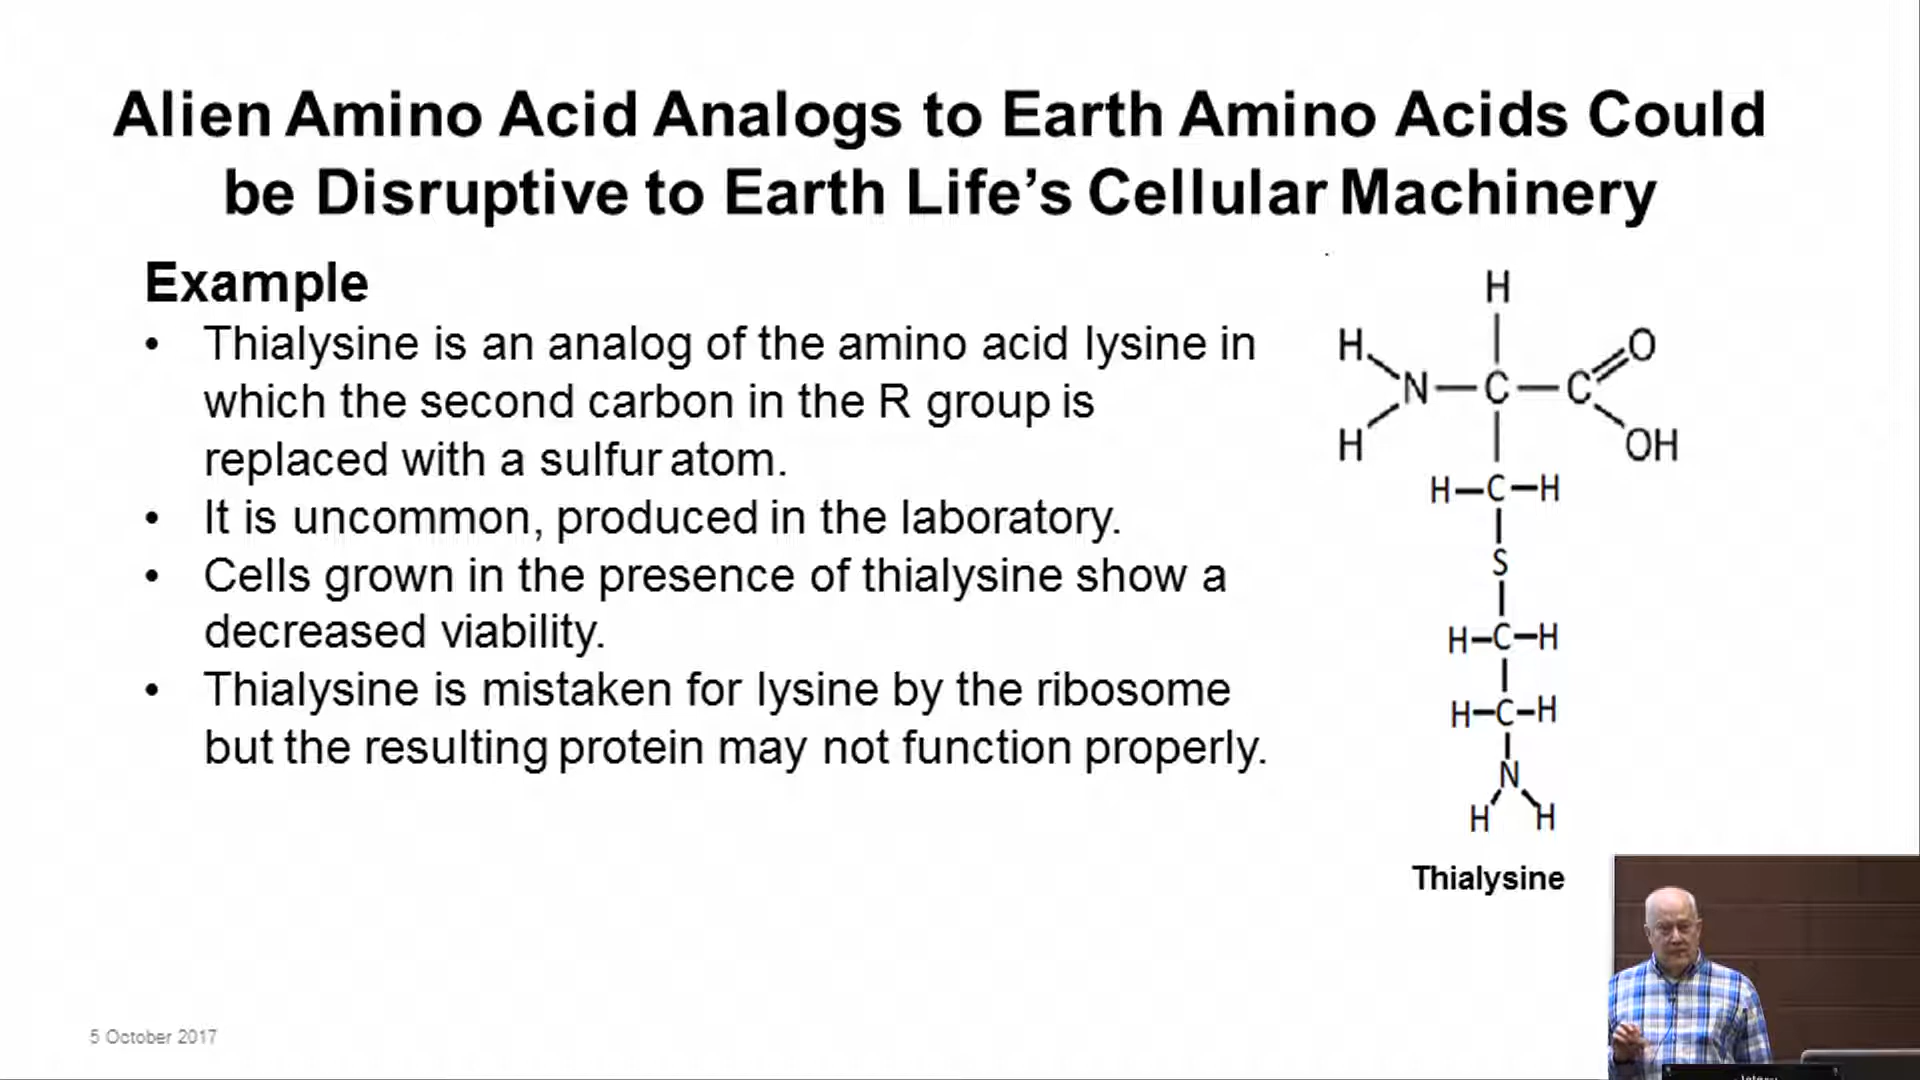 Alien Amino Acid Analogs to Earth Amino Acids Could
be Disruptive to Earth Life’s Cellular Machinery
Example
• Thialysine is an analog of the amino acid lysine in
which the second carbon in the R group is
replaced with a sulfur atom.
• It is uncommon, produced in the laboratory.
• Cells grown in the presence of thialysine show a
decreased viability.
• Thialysine is mistaken for lysine by the ribosome
but the resulting protein may not function properly.
H
H O
N C C
H OH
H C H
S
H C H
H C H
N
H H
Thialysine
5 October 2017